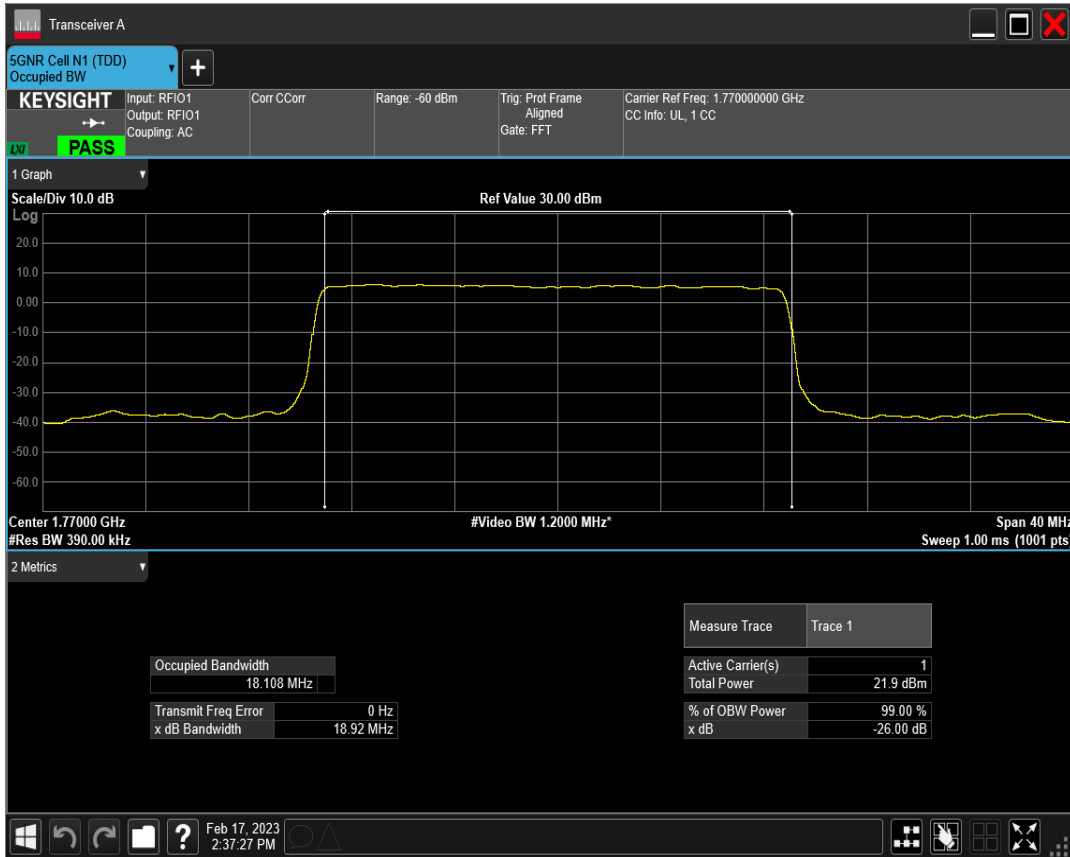 Transceiver A
5GNR Cell N1 (TDD)
Occupied BW
+
KEYSIGHT
LXI
PASS
Input: RFIO1
Output: RFIO1
Coupling: AC
Corr CCorr
Range: -60 dBm
Trig: Prot Frame
Aligned
Gate: FFT
Carrier Ref Freq: 1.770000000 GHz
CC Info: UL, 1 CC
1 Graph
Scale/Div 10.0 dB
Ref Value 30.00 dBm
Log
20.0
10.0
0.00
-10.0
-20.0
-30.0
-40.0
-50.0
-60.0
Center 1.77000 GHz
#Video BW 1.2000 MHz*
Span 40 MHz
#Res BW 390.00 kHz
Sweep 1.00 ms (1001 pts)
2 Metrics
Measure Trace Trace 1
Occupied Bandwidth
18.108 MHz
Active Carrier(s) 1
Total Power 21.9 dBm
Transmit Freq Error 0 Hz
x dB Bandwidth 18.92 MHz
% of OBW Power 99.00 %
x dB -26.00 dB
?
Feb 17, 2023
2:37:27 PM